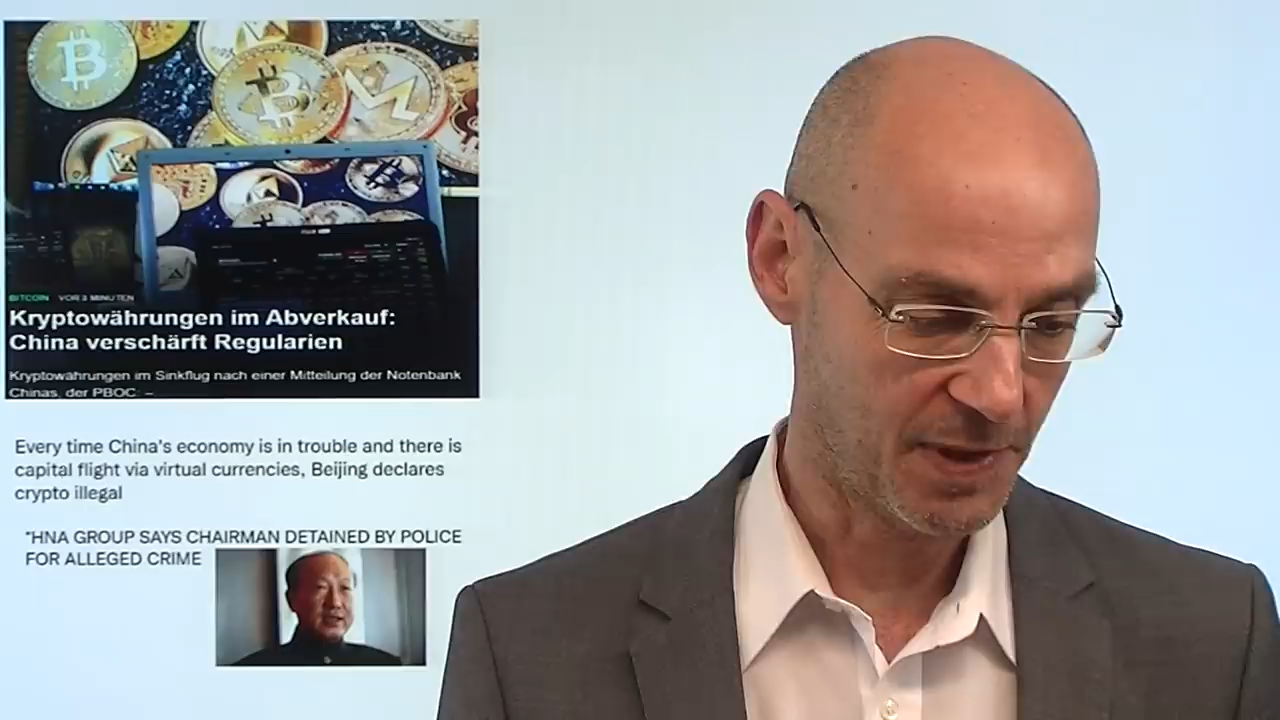 BITCOIN VOR 3 MINUTEN
Kryptowährungen im Abverkauf:
China verschärft Regularien
Kryptowährungen im Sinkflug nach einer Mitteilung der Notenbank
Chinas, der PBOC: –
Every time China's economy is in trouble and there is
capital flight via virtual currencies, Beijing declares
crypto illegal
"HNA GROUP SAYS CHAIRMAN DETAINED BY POLICE
FOR ALLEGED CRIME